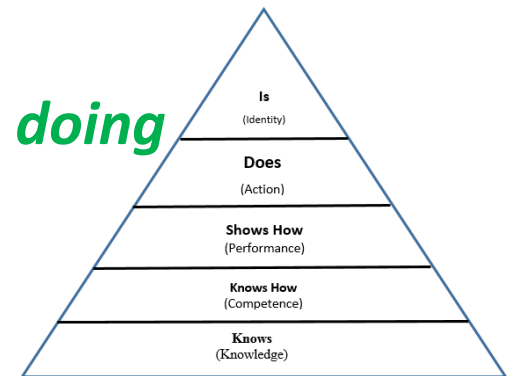 Is
(Identity)
doing
Does
(Action)
Shows How
(Performance)
Knows How
(Competence)
Knows
(Knowledge)